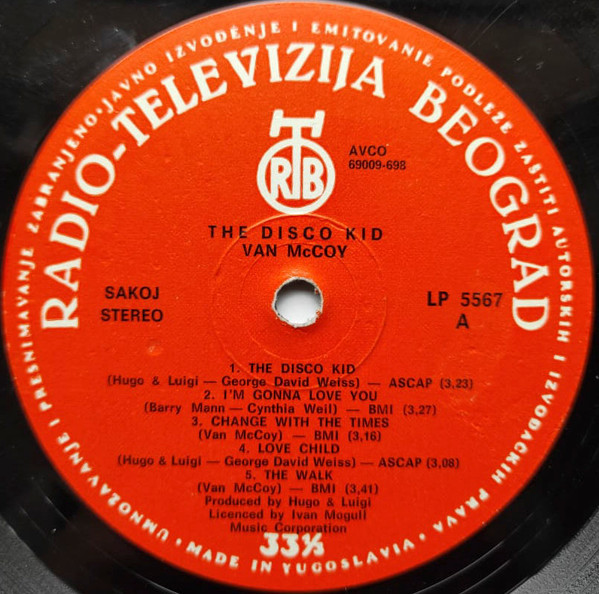 UMNOŽAVANJE I PRESNIMAVANJE ZABRANJENO · JAVNO IZVOĐENJE I EMITOVANJE PODLEŽE ZAŠTITI AUTORSKIH I IZVOĐAČKIH PRAVA · MADE IN YUGOSLAVIA ·
RADIO-TELEVIZIJA BEOGRAD
RTB
AVCO
69009-698
THE DISCO KID
VAN McCOY
SAKOJ
STEREO
LP 5567
A
1. THE DISCO KID
(Hugo & Luigi — George David Weiss) — ASCAP (3,23)
2. I'M GONNA LOVE YOU
(Barry Mann — Cynthia Weil) — BMI (3,27)
3. CHANGE WITH THE TIMES
(Van McCoy) — BMI (3,16)
4. LOVE CHILD
(Hugo & Luigi — George David Weiss) — ASCAP (3,08)
5. THE WALK
(Van McCoy) — BMI (3,41)
Produced by Hugo & Luigi
Licenced by Ivan Mogull
Music Corporation
33⅓